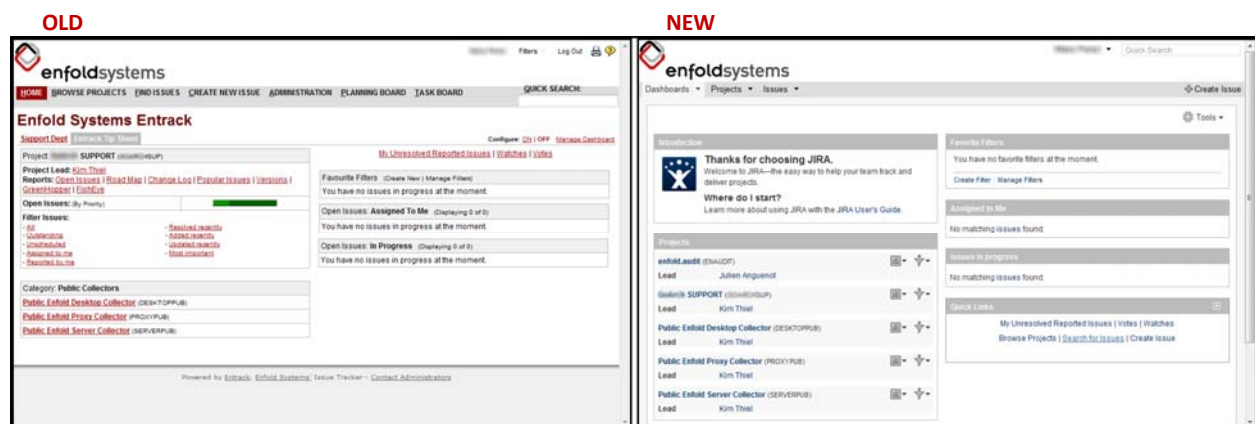 OLD
Filters Log Out
enfoldsystems
HOME BROWSE PROJECTS FIND ISSUES CREATE NEW ISSUE ADMINISTRATION PLANNING BOARD TASK BOARD QUICK SEARCH:
Enfold Systems Entrack
Support Dept Entrack Tip Sheet Configure: ON | OFF Manage Dashboard
Project: SUPPORT
My Unresolved Reported Issues | Watches | Votes
Project Lead: Kim Thiel
Reports: Open Issues | Road Map | Change Log | Popular Issues | Versions |
GreenHopper | FishEye
Open Issues: (By Priority)
Filter Issues:
- All
- Outstanding
- Unscheduled
- Assigned to me
- Reported by me
- Resolved recently
- Added recently
- Updated recently
- Most important
Favourite Filters (Create New | Manage Filters)
You have no issues in progress at the moment.
Open Issues: Assigned To Me (Displaying 0 of 0)
You have no issues in progress at the moment.
Open Issues: In Progress (Displaying 0 of 0)
You have no issues in progress at the moment.
Category: Public Collectors
Public Enfold Desktop Collector (DESKTOPPUB)
Public Enfold Proxy Collector (PROXYPUB)
Public Enfold Server Collector (SERVERPUB)
Powered by Entrack, Enfold Systems' Issue Tracker - Contact Administrators
NEW
Quick Search
enfoldsystems
Dashboards Projects Issues Create Issue
Tools
Introduction
Thanks for choosing JIRA.
Welcome to JIRA—the easy way to help your team track and
deliver projects.
Where do I start?
Learn more about using JIRA with the JIRA User's Guide.
Projects
enfold.audit (ENAUDIT)
Lead Julien Anguenot
SUPPORT
Lead Kim Thiel
Public Enfold Desktop Collector (DESKTOPPUB)
Lead Kim Thiel
Public Enfold Proxy Collector (PROXYPUB)
Lead Kim Thiel
Public Enfold Server Collector (SERVERPUB)
Lead Kim Thiel
Favorite Filters
You have no favorite filters at the moment.
Create Filter Manage Filters
Assigned to Me
No matching issues found.
Issues in progress
No matching issues found.
Quick Links
My Unresolved Reported Issues | Votes | Watches
Browse Projects | Search for Issues | Create Issue